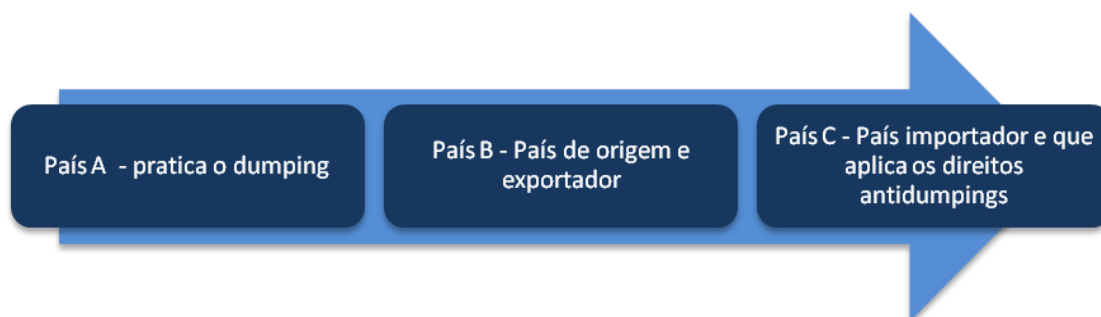 País A - pratica o dumping
País B - País de origem e
exportador
País C - País importador e que
aplica os direitos
antidumpings